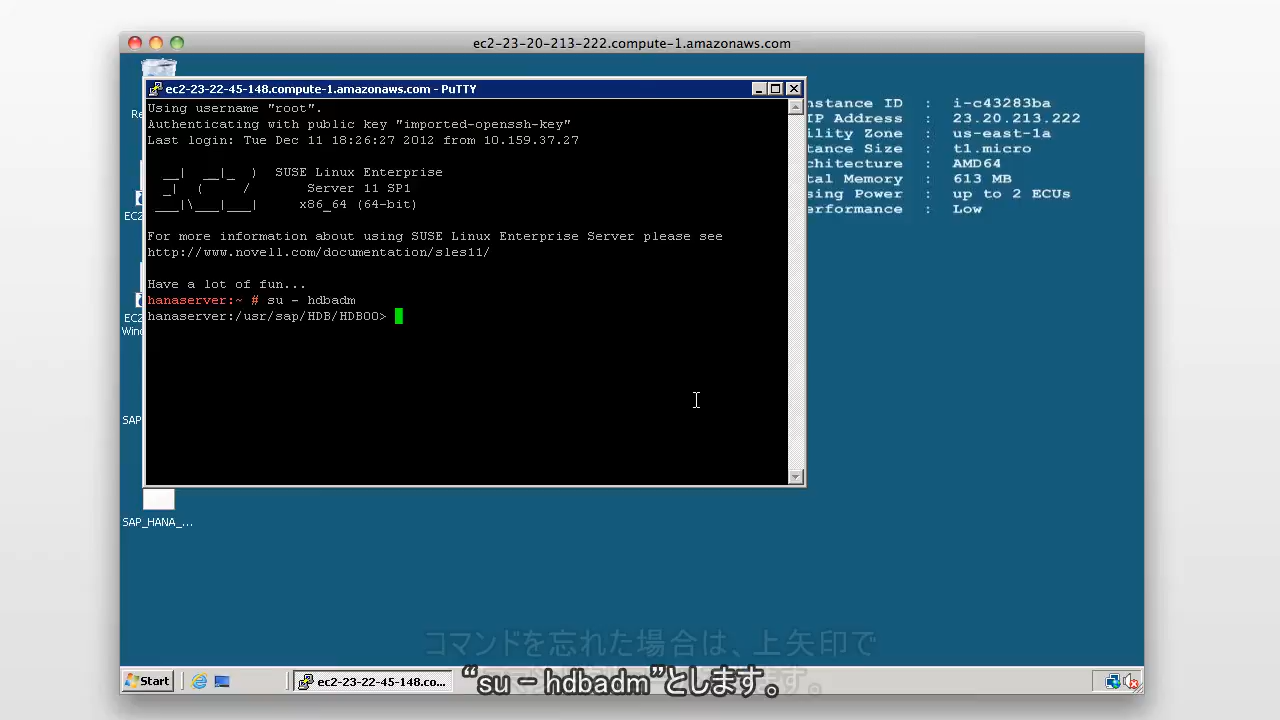 ec2-23-20-213-222.compute-1.amazonaws.com
ec2-23-22-45-148.compute-1.amazonaws.com - PuTTY
Using username "root".
Authenticating with public key "imported-openssh-key"
Last login: Tue Dec 11 18:26:27 2012 from 10.159.37.27
__| __|_ ) SUSE Linux Enterprise
_| ( / Server 11 SP1
___|\___|___| x86_64 (64-bit)
For more information about using SUSE Linux Enterprise Server please see
http://www.novell.com/documentation/sles11/
Have a lot of fun...
hanaserver:~ # su - hdbadm
hanaserver:/usr/sap/HDB/HDB00>
nstance ID : i-c43283ba
IP Address : 23.20.213.222
bility Zone : us-east-1a
tance Size : t1.micro
rchitecture : AMD64
tal Memory : 613 MB
sing Power : up to 2 ECUs
erformance : Low
Re
EC2
EC2
Wind
SAP
SAP_HANA_...
コマンドを忘れた場合は、上矢印で
“su – hdbadm”とします。
ます。
Start
ec2-23-22-45-148.co...